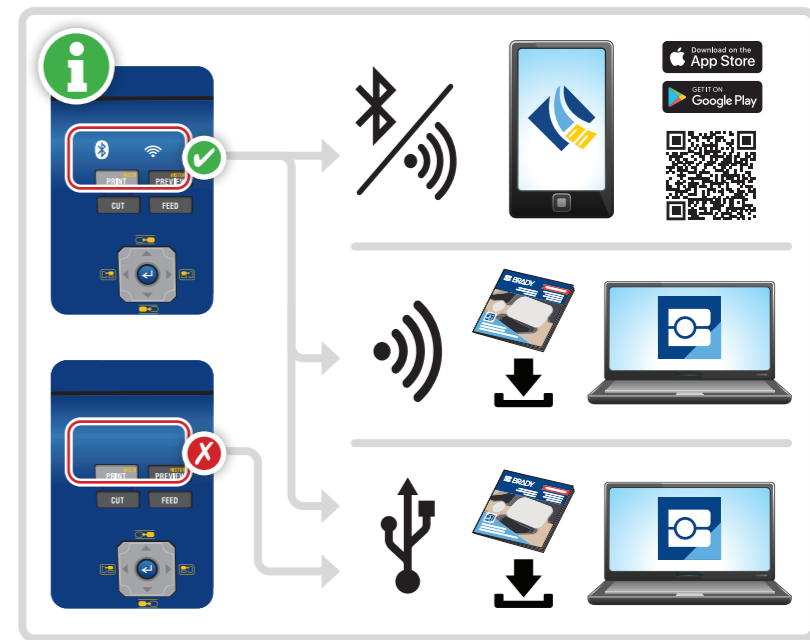 Download on the
App Store
GET IT ON
Google Play
PRINT
PREVIEW
CUT
FEED
BRADY
PRINT
PREVIEW
CUT
FEED
BRADY